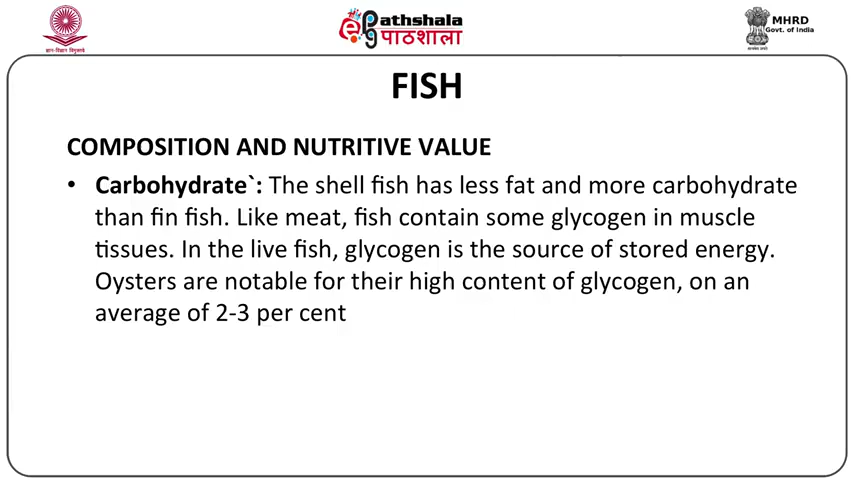 ज्ञान-विज्ञान विमुक्तये
ePathshala
पाठशाला
MHRD
Govt. of India
FISH
COMPOSITION AND NUTRITIVE VALUE
• Carbohydrate`: The shell fish has less fat and more carbohydrate
than fin fish. Like meat, fish contain some glycogen in muscle
tissues. In the live fish, glycogen is the source of stored energy.
Oysters are notable for their high content of glycogen, on an
average of 2-3 per cent